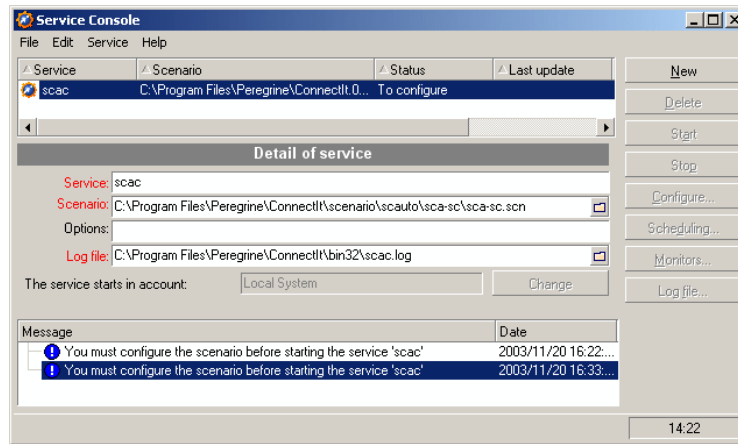 Service Console
File Edit Service Help
Service Scenario Status Last update
scac C:\Program Files\Peregrine\ConnectIt.0... To configure
New
Delete
Start
Stop
Configure...
Scheduling...
Monitors...
Log file...
Detail of service
Service: scac
Scenario: C:\Program Files\Peregrine\ConnectIt\scenario\scauto\sca-sc\sca-sc.scn
Options:
Log file: C:\Program Files\Peregrine\ConnectIt\bin32\scac.log
The service starts in account: Local System Change
Message Date
You must configure the scenario before starting the service 'scac' 2003/11/20 16:22:...
You must configure the scenario before starting the service 'scac' 2003/11/20 16:33:...
14:22